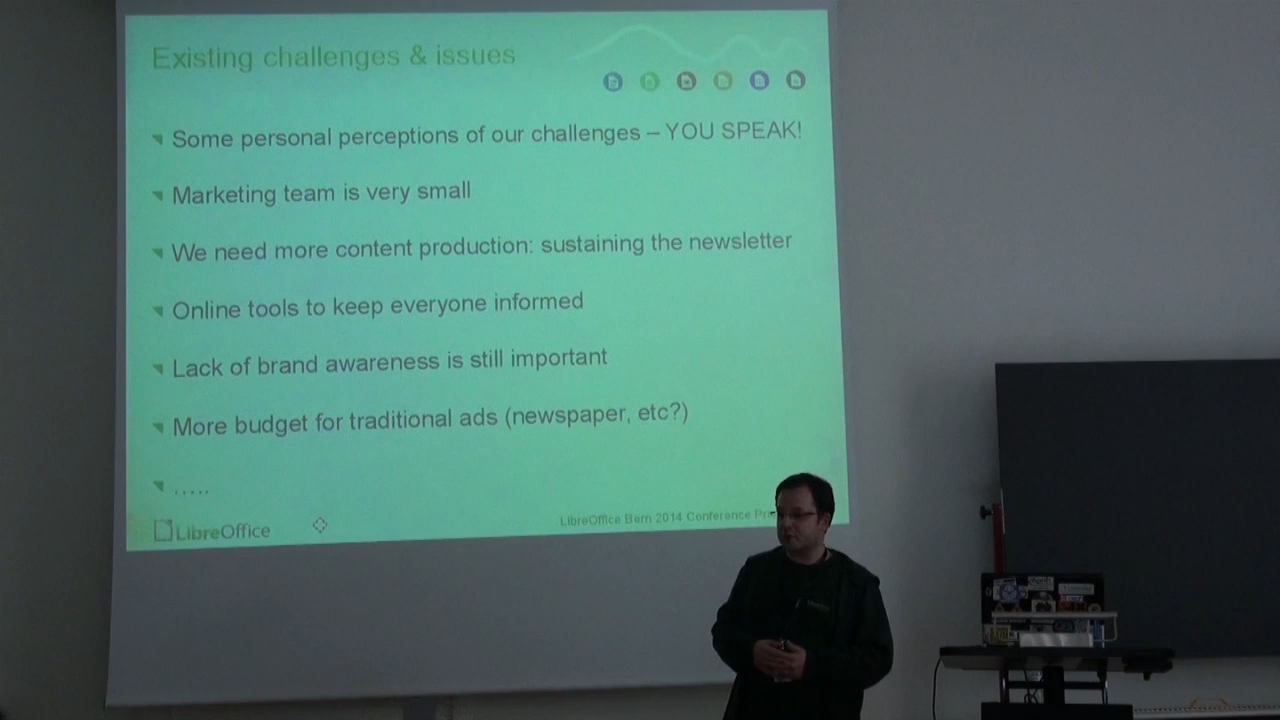 Existing challenges & issues
Some personal perceptions of our challenges – YOU SPEAK!
Marketing team is very small
We need more content production: sustaining the newsletter
Online tools to keep everyone informed
Lack of brand awareness is still important
More budget for traditional ads (newspaper, etc?)
.....
LibreOffice
LibreOffice Bern 2014 Conference